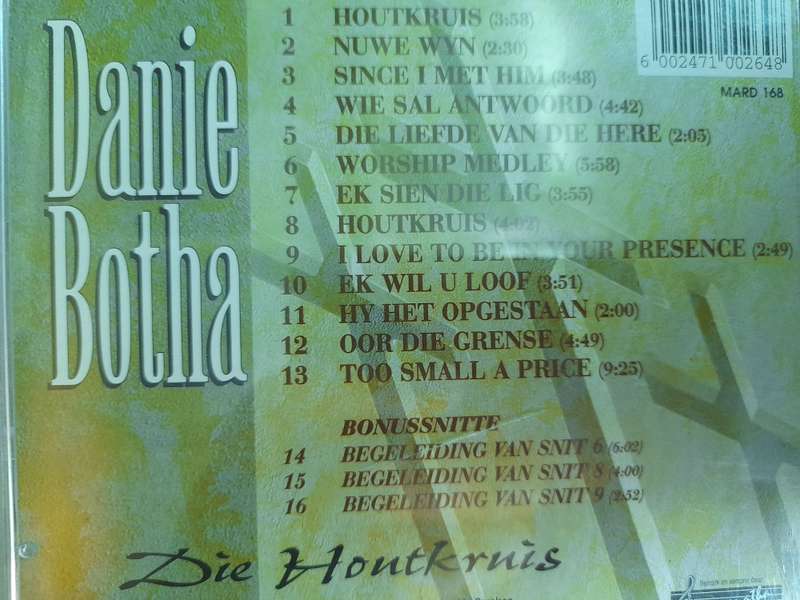 Danie
Botha
1 HOUTKRUIS (3:58)
2 NUWE WYN (2:30)
3 SINCE I MET HIM (3:48)
4 WIE SAL ANTWOORD (4:42)
5 DIE LIEFDE VAN DIE HERE (2:05)
6 WORSHIP MEDLEY (5:58)
7 EK SIEN DIE LIG (3:55)
8 HOUTKRUIS (4:02)
9 I LOVE TO BE IN YOUR PRESENCE (2:49)
10 EK WIL U LOOF (3:51)
11 HY HET OPGESTAAN (2:00)
12 OOR DIE GRENSE (4:49)
13 TOO SMALL A PRICE (9:25)
BONUSSNITTE
14 BEGELEIDING VAN SNIT 6 (6:02)
15 BEGELEIDING VAN SNIT 8 (4:00)
16 BEGELEIDING VAN SNIT 9 (2:52)
6 002471 002648
MARD 168
Die Houtkruis